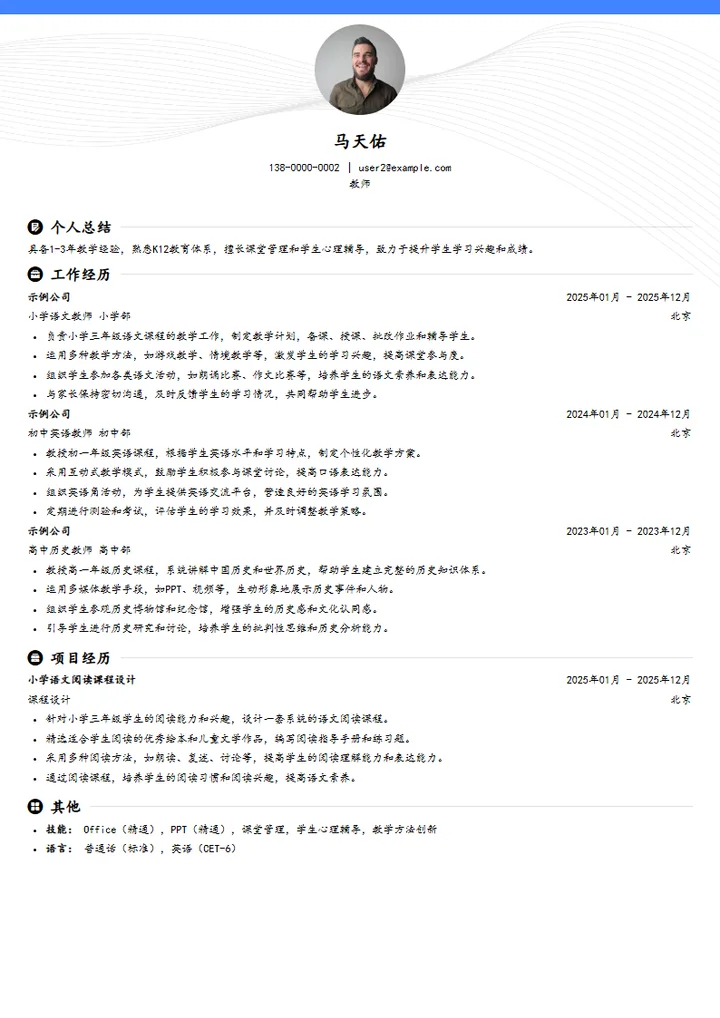 马天佑
138-0000-0002 | user2@example.com
教师
个人总结
具备1-3年教学经验，熟悉K12教育体系，擅长课堂管理和学生心理辅导，致力于提升学生学习兴趣和成绩。
工作经历
示例公司 2025年01月 - 2025年12月
小学语文教师 小学部 北京
• 负责小学三年级语文课程的教学工作，制定教学计划，备课、授课、批改作业和辅导学生。
• 运用多种教学方法，如游戏教学、情境教学等，激发学生的学习兴趣，提高课堂参与度。
• 组织学生参加各类语文活动，如朗诵比赛、作文比赛等，培养学生的语文素养和表达能力。
• 与家长保持密切沟通，及时反馈学生的学习情况，共同帮助学生进步。
示例公司 2024年01月 - 2024年12月
初中英语教师 初中部 北京
• 教授初一年级英语课程，根据学生英语水平和学习特点，制定个性化教学方案。
• 采用互动式教学模式，鼓励学生积极参与课堂讨论，提高口语表达能力。
• 组织英语角活动，为学生提供英语交流平台，营造良好的英语学习氛围。
• 定期进行测验和考试，评估学生的学习效果，并及时调整教学策略。
示例公司 2023年01月 - 2023年12月
高中历史教师 高中部 北京
• 教授高一年级历史课程，系统讲解中国历史和世界历史，帮助学生建立完整的历史知识体系。
• 运用多媒体教学手段，如PPT、视频等，生动形象地展示历史事件和人物。
• 组织学生参观历史博物馆和纪念馆，增强学生的历史感和文化认同感。
• 引导学生进行历史研究和讨论，培养学生的批判性思维和历史分析能力。
项目经历
小学语文阅读课程设计 2025年01月 - 2025年12月
课程设计 北京
• 针对小学三年级学生的阅读能力和兴趣，设计一套系统的语文阅读课程。
• 精选适合学生阅读的优秀绘本和儿童文学作品，编写阅读指导手册和练习题。
• 采用多种阅读方法，如朗读、复述、讨论等，提高学生的阅读理解能力和表达能力。
• 通过阅读课程，培养学生的阅读习惯和阅读兴趣，提高语文素养。
其他
• 技能： Office（精通），PPT（精通），课堂管理，学生心理辅导，教学方法创新
• 语言： 普通话（标准），英语（CET-6）